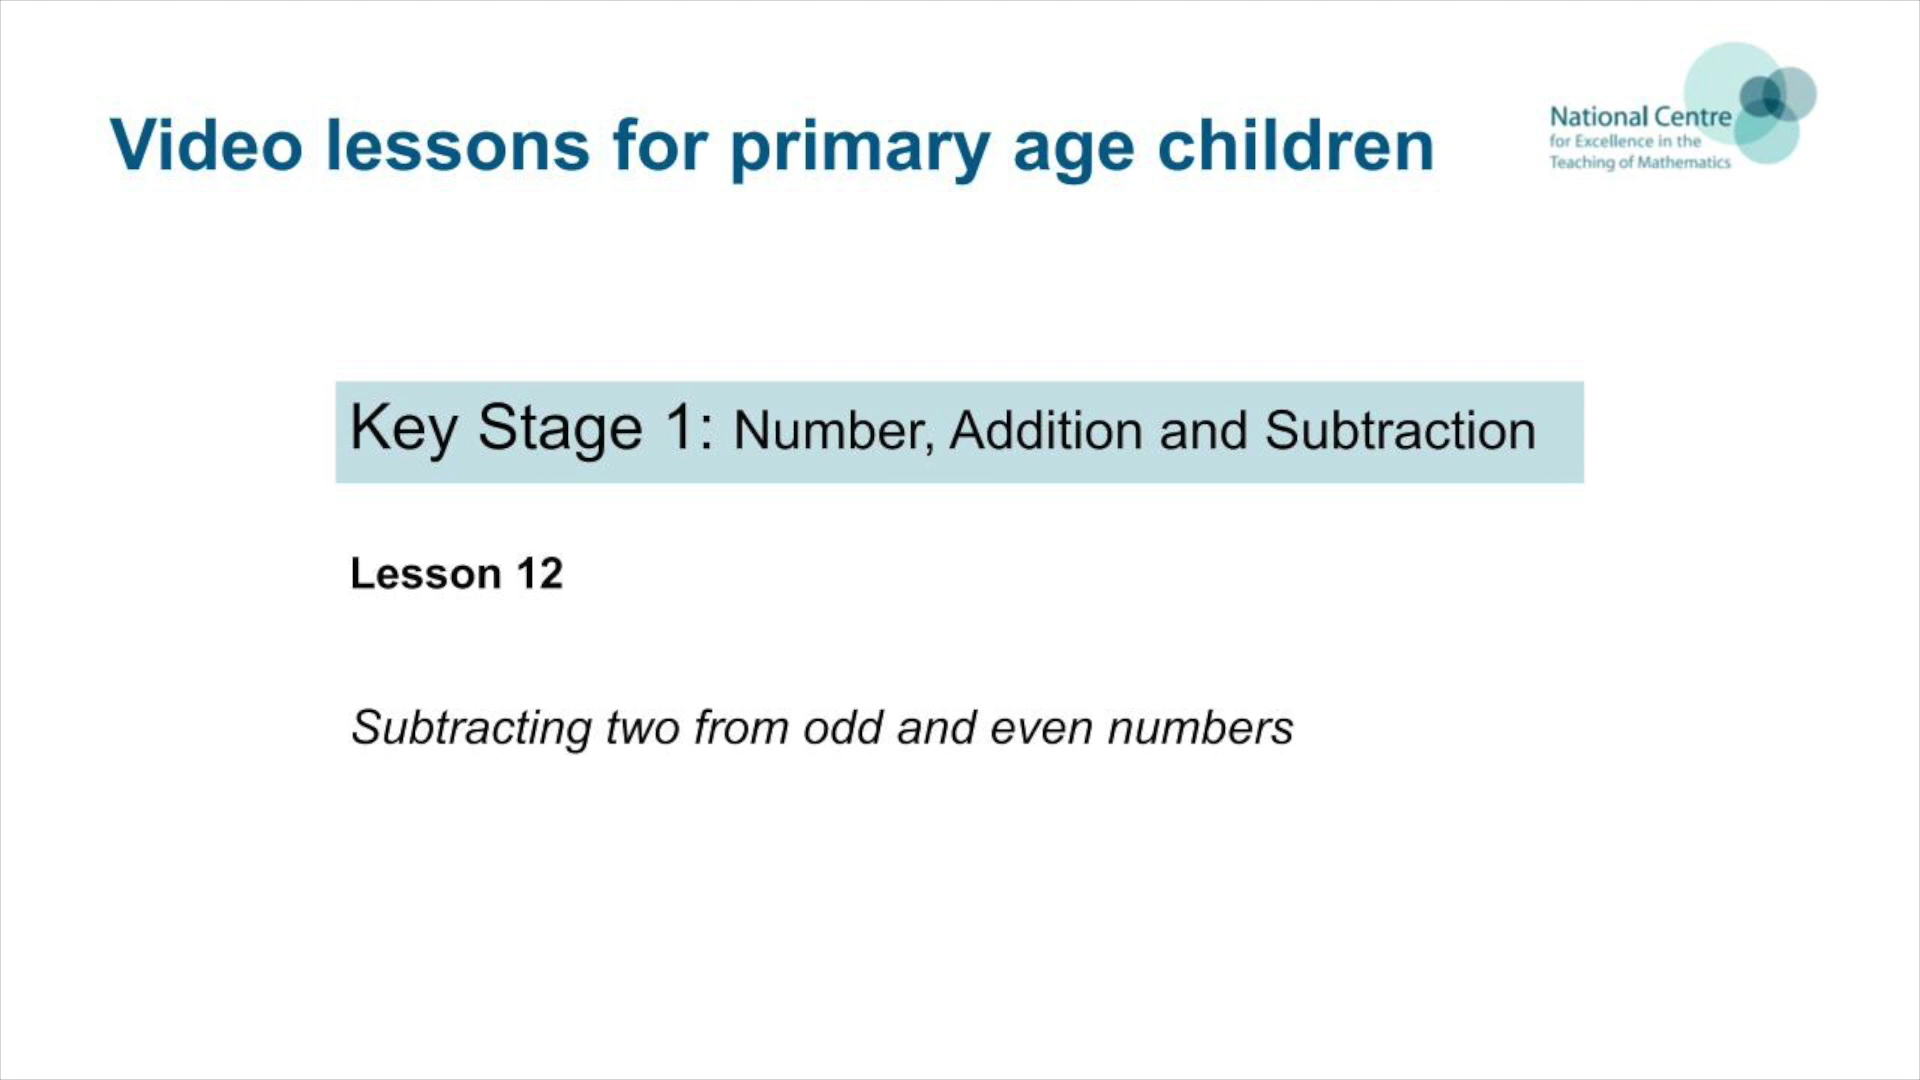 Video lessons for primary age children
National Centre
for Excellence in the
Teaching of Mathematics
Key Stage 1: Number, Addition and Subtraction
Lesson 12
Subtracting two from odd and even numbers